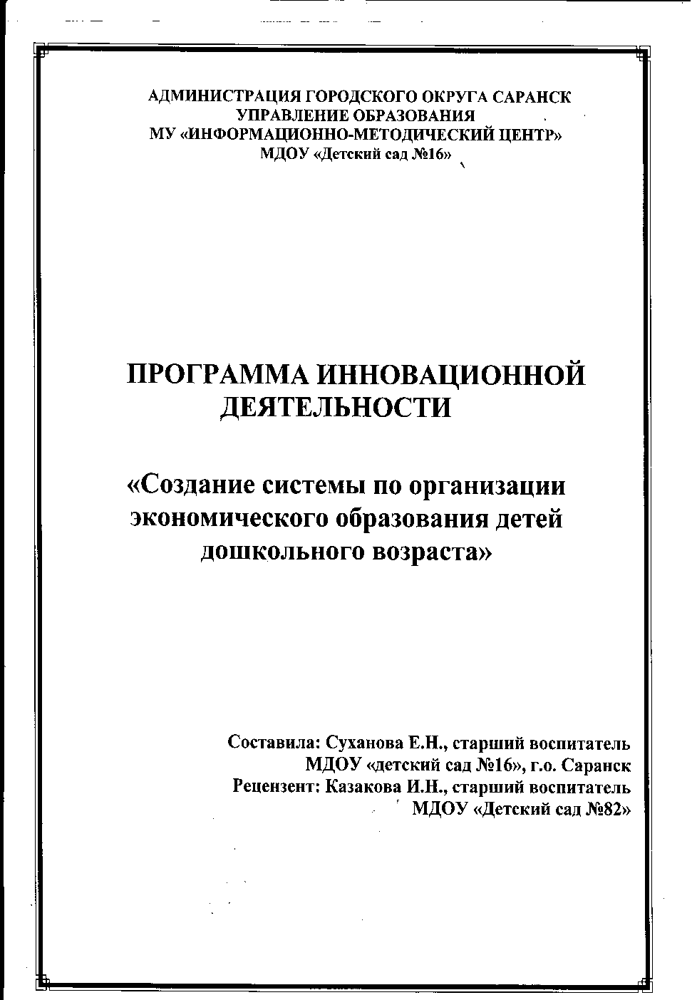 АДМИНИСТРАЦИЯ ГОРОДСКОГО ОКРУГА САРАНСК
УПРАВЛЕНИЕ ОБРАЗОВАНИЯ
МУ «ИНФОРМАЦИОННО-МЕТОДИЧЕСКИЙ ЦЕНТР»
МДОУ «Детский сад №16»
ПРОГРАММА ИННОВАЦИОННОЙ
ДЕЯТЕЛЬНОСТИ
«Создание системы по организации
экономического образования детей
дошкольного возраста»
Составила: Суханова Е.Н., старший воспитатель
МДОУ «детский сад №16», г.о. Саранск
Рецензент: Казакова И.Н., старший воспитатель
МДОУ «Детский сад №82»